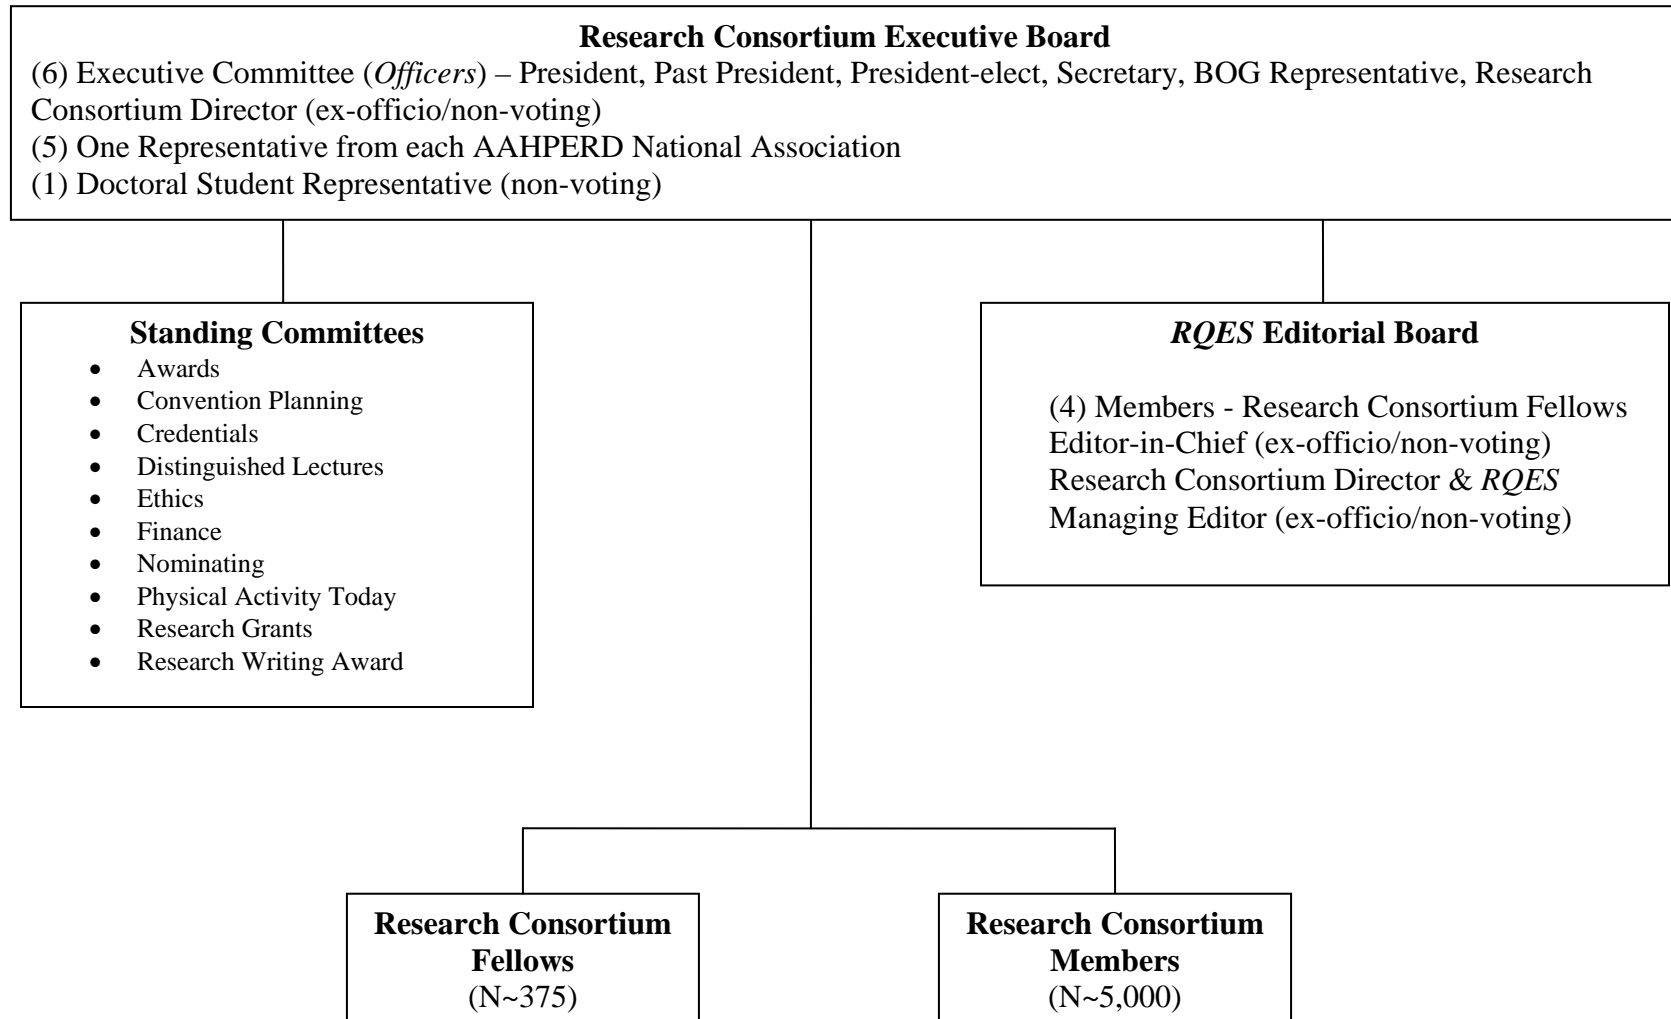 Research Consortium Executive Board
(6) Executive Committee (Officers) – President, Past President, President-elect, Secretary, BOG Representative, Research
Consortium Director (ex-officio/non-voting)
(5) One Representative from each AAHPERD National Association
(1) Doctoral Student Representative (non-voting)
Standing Committees
• Awards
• Convention Planning
• Credentials
• Distinguished Lectures
• Ethics
• Finance
• Nominating
• Physical Activity Today
• Research Grants
• Research Writing Award
RQES Editorial Board
(4) Members - Research Consortium Fellows
Editor-in-Chief (ex-officio/non-voting)
Research Consortium Director & RQES
Managing Editor (ex-officio/non-voting)
Research Consortium
Fellows
(N~375)
Research Consortium
Members
(N~5,000)